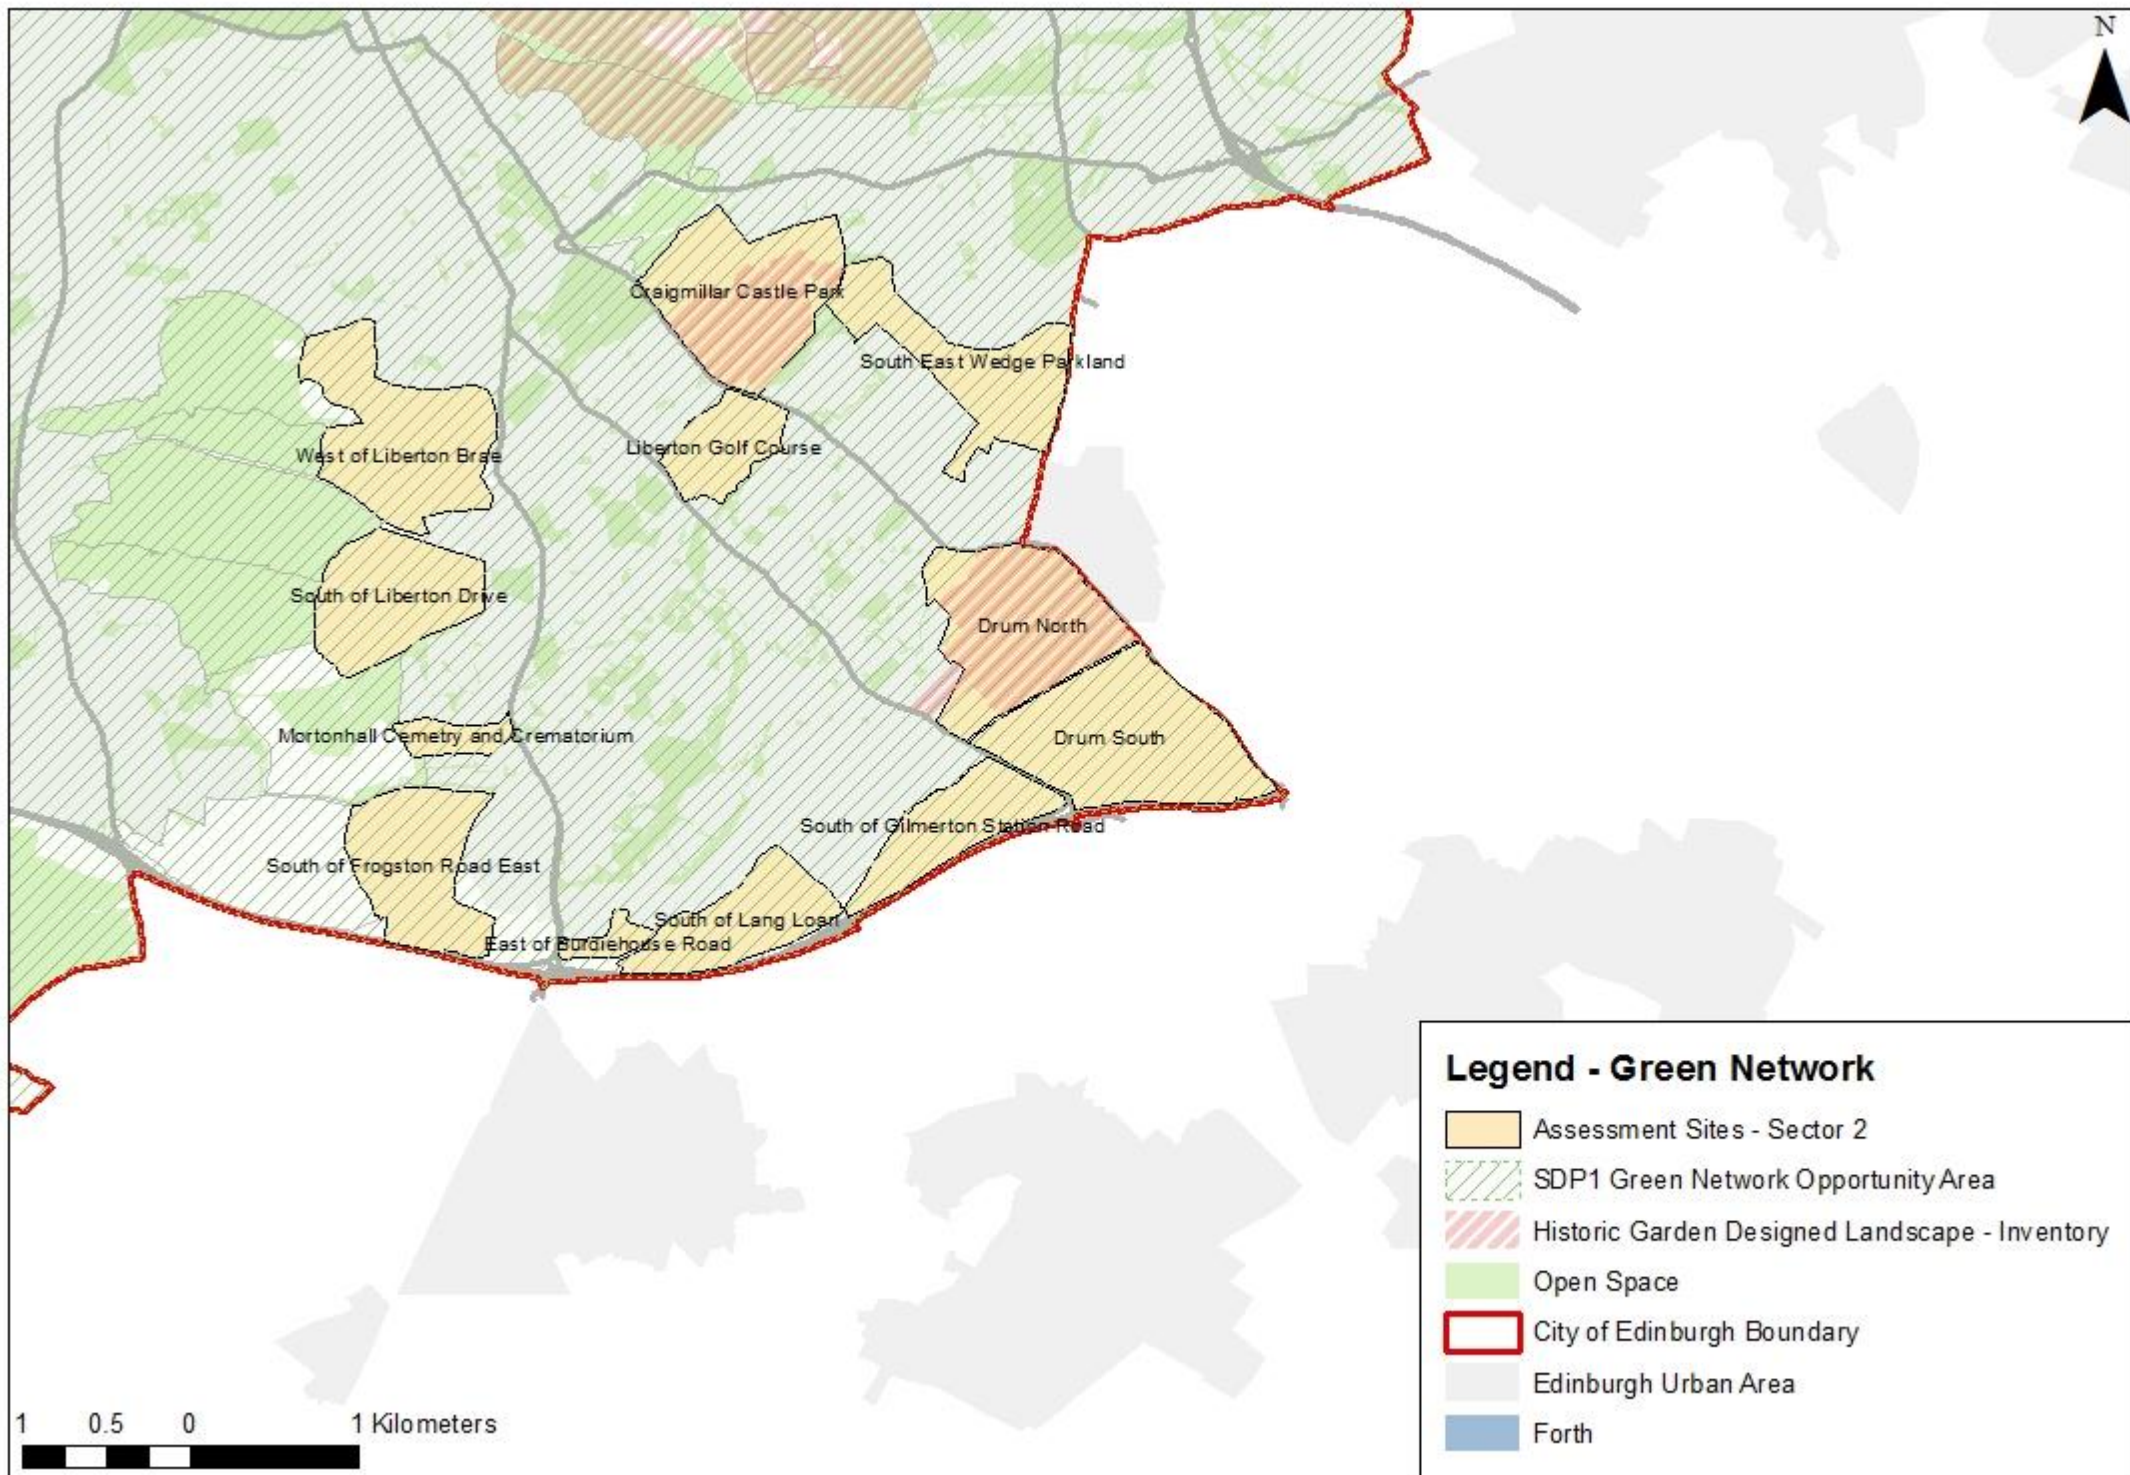 N
Craigmillar Castle Park
South East Wedge Parkland
West of Liberton Brae
Liberton Golf Course
South of Liberton Drive
Drum North
Mortonhall Cemetry and Crematorium
Drum South
South of Gilmerton Station Road
South of Frogston Road East
South of Lang Loan
East of Burdiehouse Road
Legend - Green Network
Assessment Sites - Sector 2
SDP1 Green Network Opportunity Area
Historic Garden Designed Landscape - Inventory
Open Space
City of Edinburgh Boundary
Edinburgh Urban Area
Forth
1 0.5 0 1 Kilometers